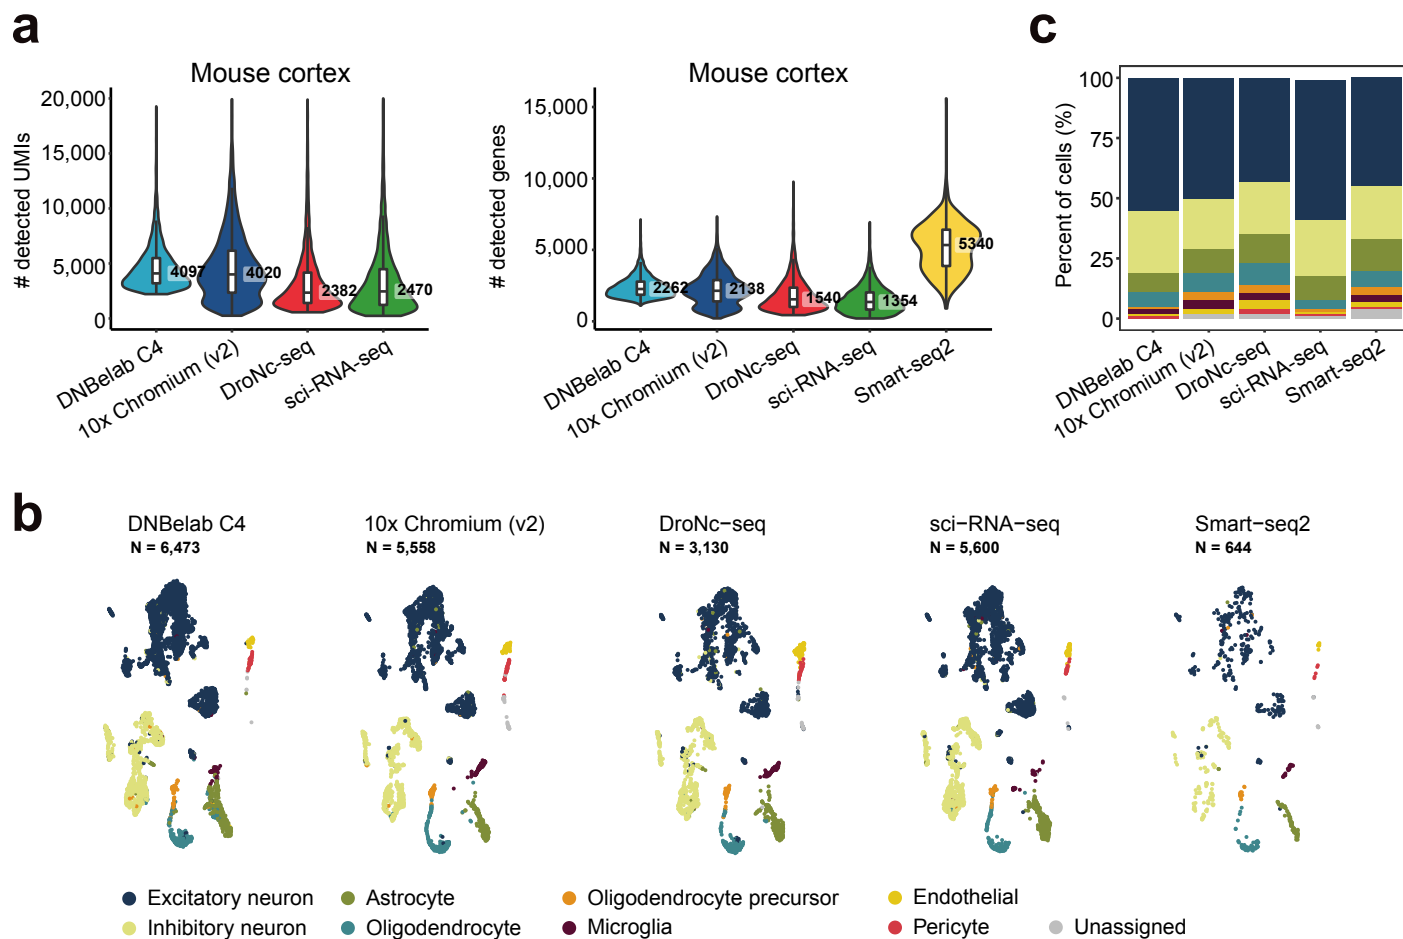 a
Mouse cortex
# detected UMIs
20,000
15,000
10,000
5,000
0
4097
4020
2382
2470
DNBelab C4
10x Chromium (v2)
DroNc-seq
sci-RNA-seq
Mouse cortex
# detected genes
15,000
10,000
5,000
0
2262
2138
1540
1354
5340
DNBelab C4
10x Chromium (v2)
DroNc-seq
sci-RNA-seq
Smart-seq2
c
Percent of cells (%)
100
75
50
25
0
DNBelab C4
10x Chromium (v2)
DroNc-seq
sci-RNA-seq
Smart-seq2
b
DNBelab C4
N = 6,473
10x Chromium (v2)
N = 5,558
DroNc−seq
N = 3,130
sci−RNA−seq
N = 5,600
Smart−seq2
N = 644
Excitatory neuron
Astrocyte
Oligodendrocyte precursor
Endothelial
Inhibitory neuron
Oligodendrocyte
Microglia
Pericyte
Unassigned